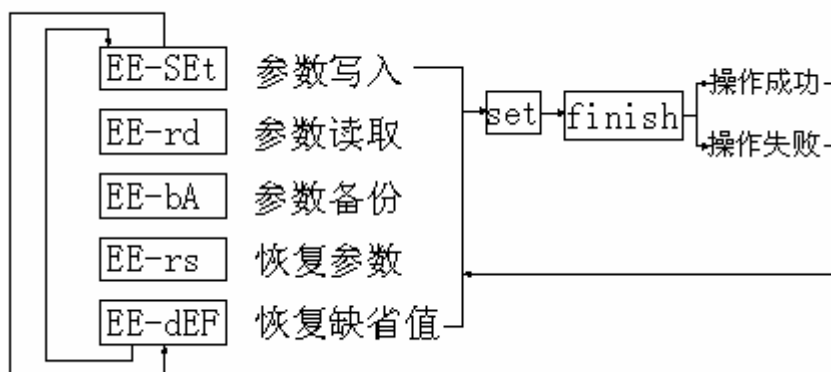 EE-SEt 参数写入
EE-rd 参数读取
EE-bA 参数备份
EE-rs 恢复参数
EE-dEF 恢复缺省值
set
finish
操作成功
操作失败